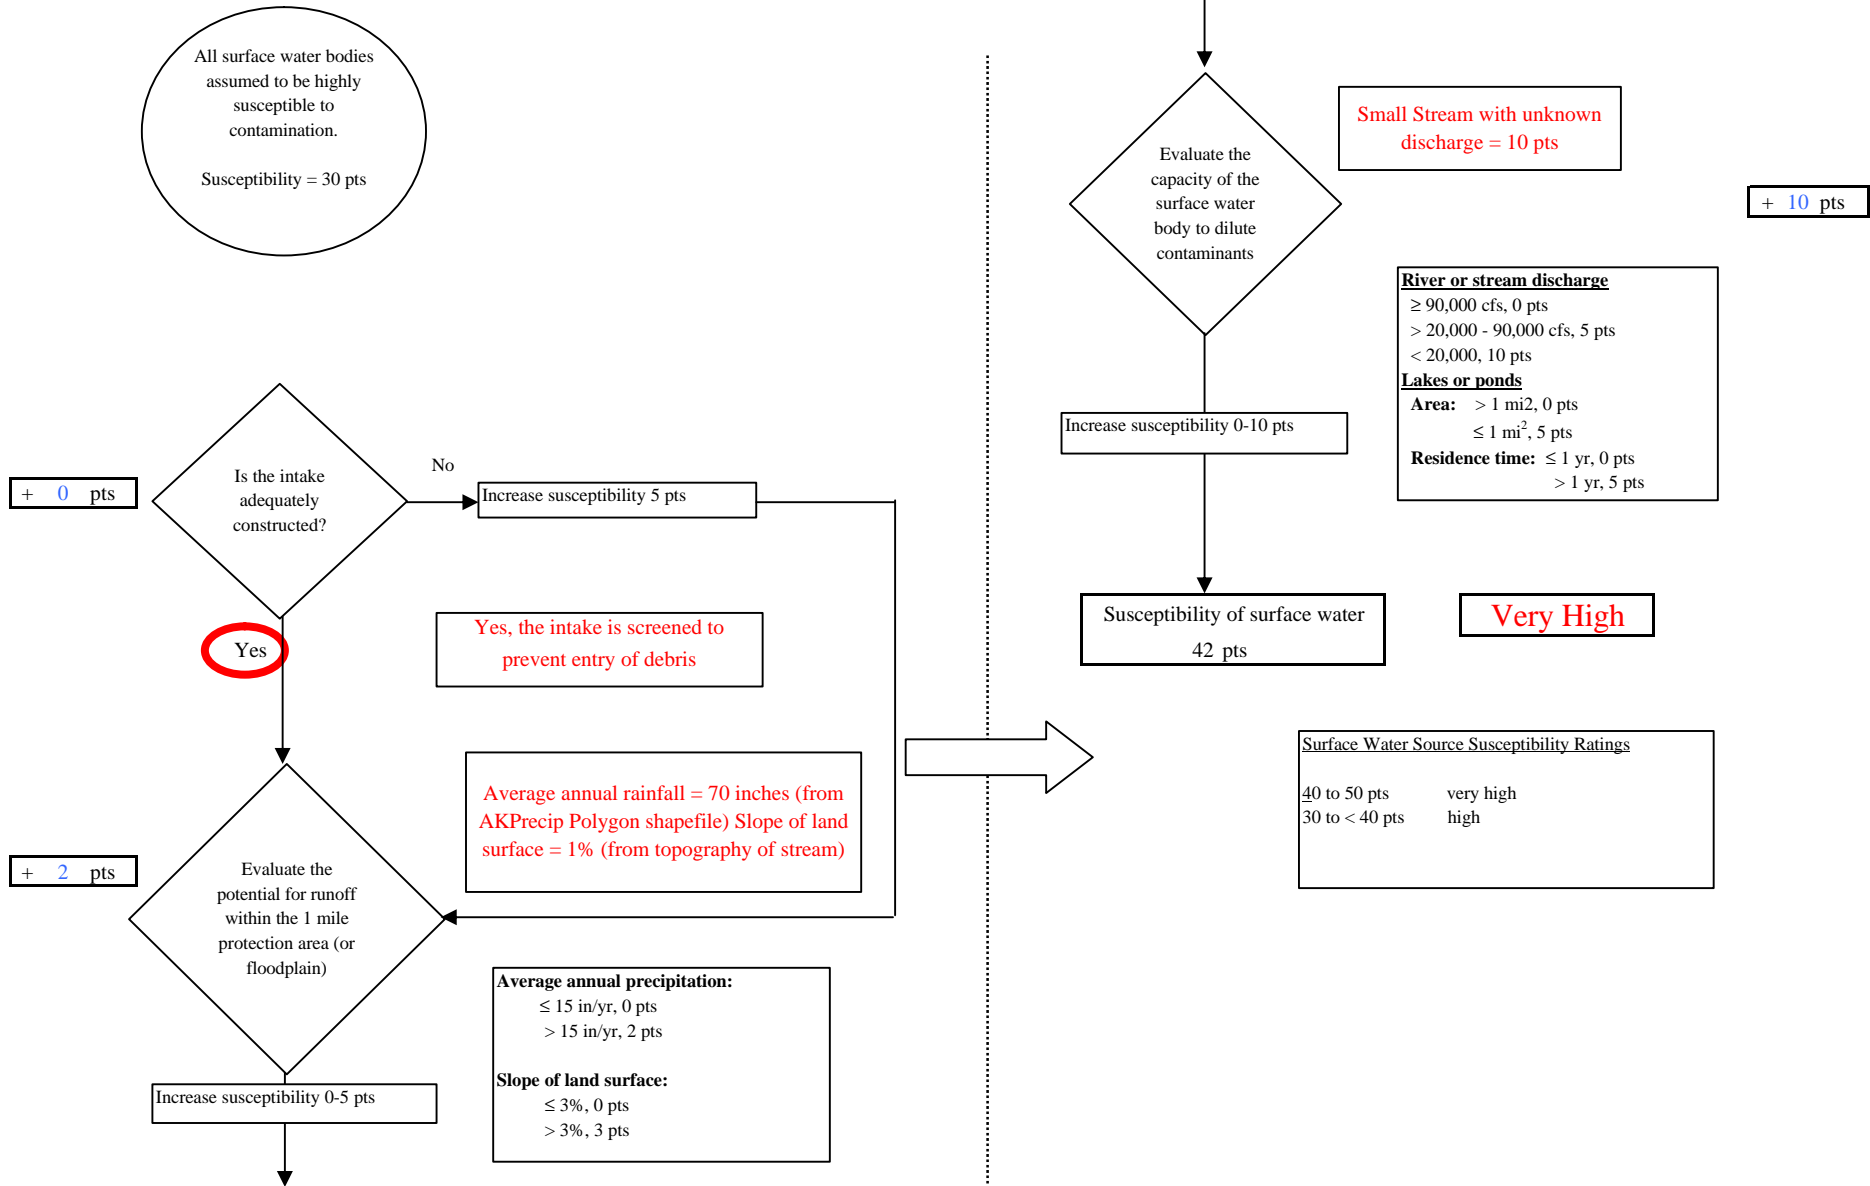 All surface water bodies
assumed to be highly
susceptible to
contamination.
Susceptibility = 30 pts
+ 0 pts
Is the intake
adequately
constructed?
No
Increase susceptibility 5 pts
Yes
Yes, the intake is screened to
prevent entry of debris
Average annual rainfall = 70 inches (from
AKPrecip Polygon shapefile) Slope of land
surface = 1% (from topography of stream)
+ 2 pts
Evaluate the
potential for runoff
within the 1 mile
protection area (or
floodplain)
Average annual precipitation:
≤ 15 in/yr, 0 pts
> 15 in/yr, 2 pts
Slope of land surface:
≤ 3%, 0 pts
> 3%, 3 pts
Increase susceptibility 0-5 pts
Evaluate the
capacity of the
surface water
body to dilute
contaminants
Small Stream with unknown
discharge = 10 pts
+ 10 pts
River or stream discharge
≥ 90,000 cfs, 0 pts
> 20,000 - 90,000 cfs, 5 pts
< 20,000, 10 pts
Lakes or ponds
Area: > 1 mi2, 0 pts
≤ 1 mi², 5 pts
Residence time: ≤ 1 yr, 0 pts
> 1 yr, 5 pts
Increase susceptibility 0-10 pts
Susceptibility of surface water
42 pts
Very High
Surface Water Source Susceptibility Ratings
40 to 50 pts very high
30 to < 40 pts high